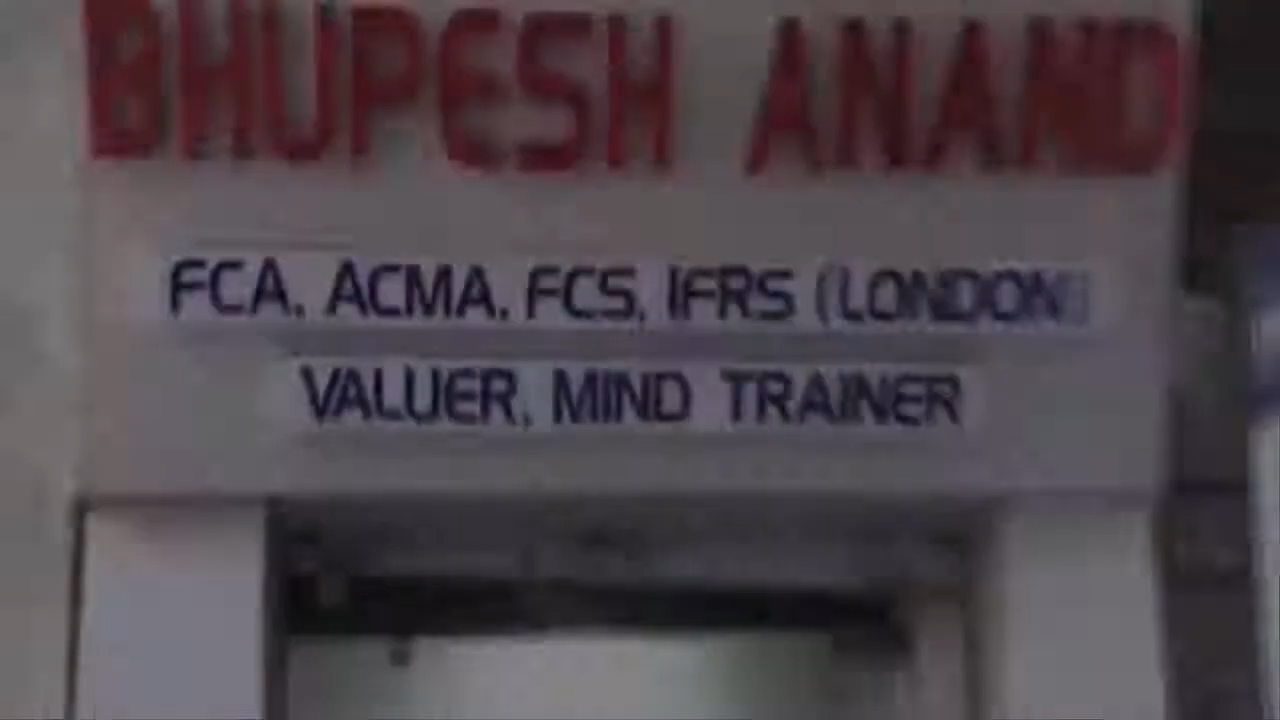 BHUPESH ANAND
FCA, ACMA, FCS, IFRS (LONDON)
VALUER, MIND TRAINER